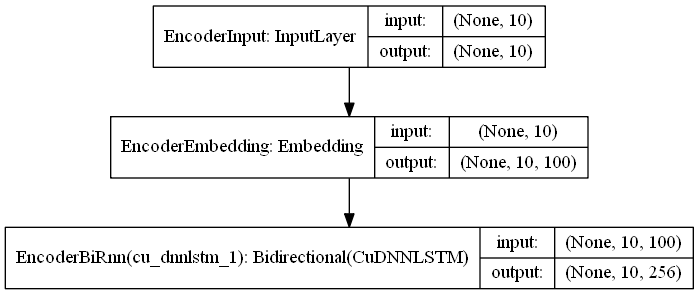 EncoderInput: InputLayer
input: (None, 10)
output: (None, 10)
EncoderEmbedding: Embedding
input: (None, 10)
output: (None, 10, 100)
EncoderBiRnn(cu_dnnlstm_1): Bidirectional(CuDNNLSTM)
input: (None, 10, 100)
output: (None, 10, 256)